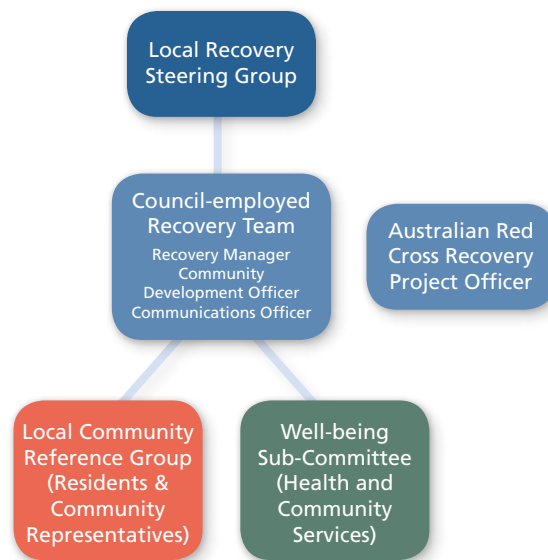 Local Recovery
Steering Group
Council-employed
Recovery Team
Recovery Manager
Community
Development Officer
Communications Officer
Australian Red
Cross Recovery
Project Officer
Local Community
Reference Group
(Residents &
Community
Representatives)
Well-being
Sub-Committee
(Health and
Community
Services)